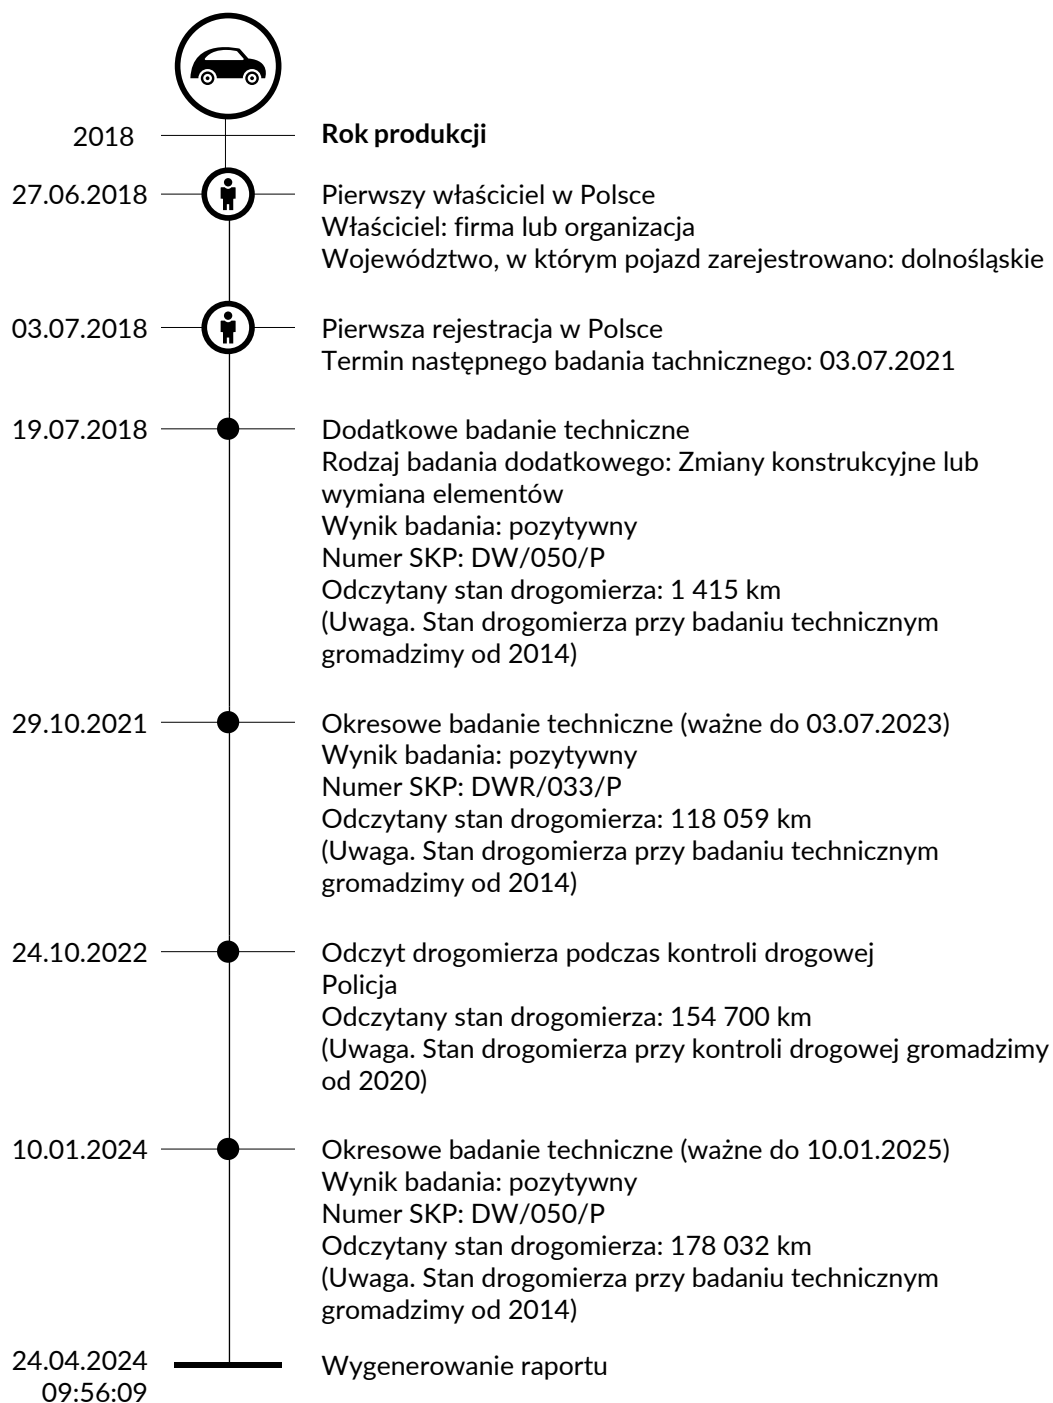 2018
Rok produkcji
27.06.2018
Pierwszy właściciel w Polsce
Właściciel: firma lub organizacja
Województwo, w którym pojazd zarejestrowano: dolnośląskie
03.07.2018
Pierwsza rejestracja w Polsce
Termin następnego badania tachnicznego: 03.07.2021
19.07.2018
Dodatkowe badanie techniczne
Rodzaj badania dodatkowego: Zmiany konstrukcyjne lub
wymiana elementów
Wynik badania: pozytywny
Numer SKP: DW/050/P
Odczytany stan drogomierza: 1 415 km
(Uwaga. Stan drogomierza przy badaniu technicznym
gromadzimy od 2014)
29.10.2021
Okresowe badanie techniczne (ważne do 03.07.2023)
Wynik badania: pozytywny
Numer SKP: DWR/033/P
Odczytany stan drogomierza: 118 059 km
(Uwaga. Stan drogomierza przy badaniu technicznym
gromadzimy od 2014)
24.10.2022
Odczyt drogomierza podczas kontroli drogowej
Policja
Odczytany stan drogomierza: 154 700 km
(Uwaga. Stan drogomierza przy kontroli drogowej gromadzimy
od 2020)
10.01.2024
Okresowe badanie techniczne (ważne do 10.01.2025)
Wynik badania: pozytywny
Numer SKP: DW/050/P
Odczytany stan drogomierza: 178 032 km
(Uwaga. Stan drogomierza przy badaniu technicznym
gromadzimy od 2014)
24.04.2024
09:56:09
Wygenerowanie raportu